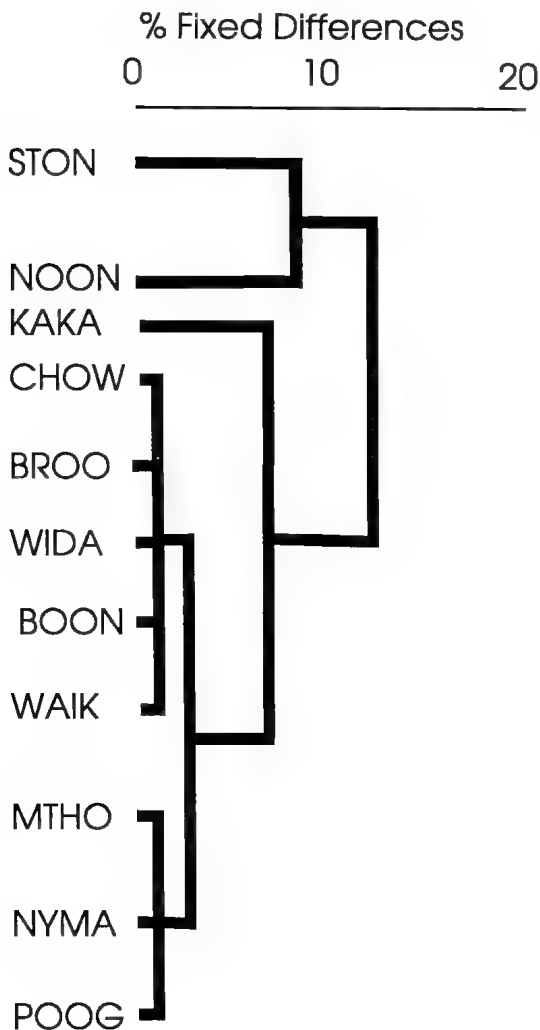 % Fixed Differences
0 10 20
STON
NOON
KAKA
CHOW
BROO
WIDA
BOON
WAIK
MTHO
NYMA
POOG